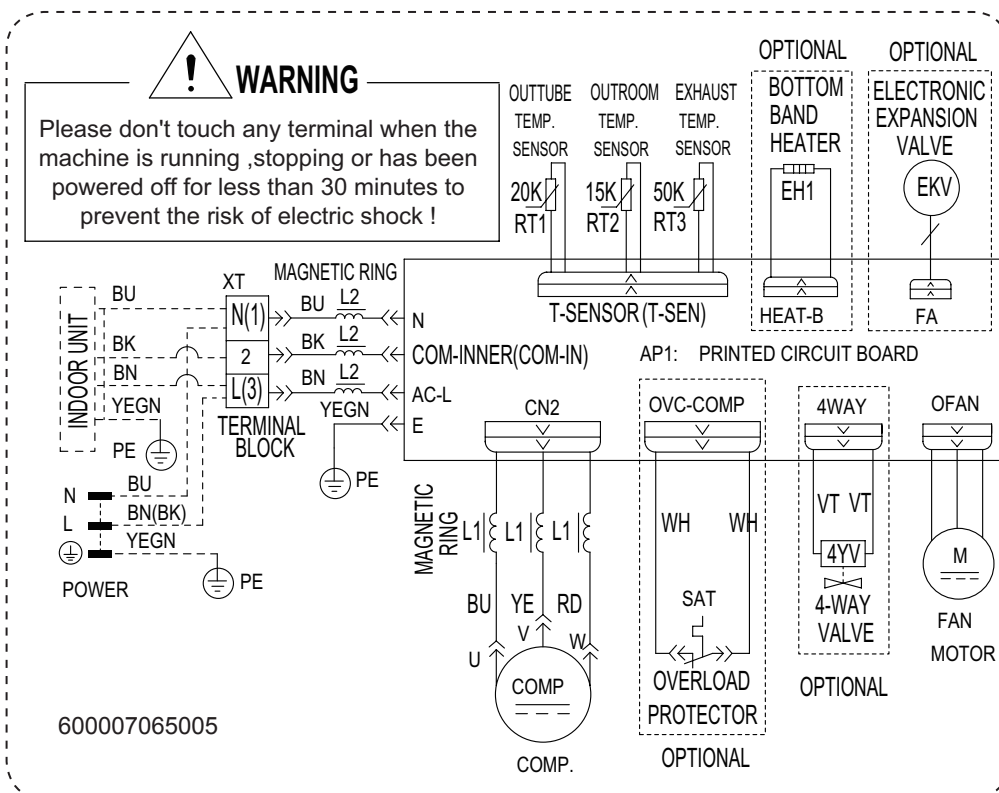 WARNING
Please don't touch any terminal when the
machine is running ,stopping or has been
powered off for less than 30 minutes to
prevent the risk of electric shock !
OUTTUBE
TEMP.
SENSOR
OUTROOM
TEMP.
SENSOR
EXHAUST
TEMP.
SENSOR
20K
RT1
15K
RT2
50K
RT3
T-SENSOR (T-SEN)
OPTIONAL
BOTTOM
BAND
HEATER
EH1
HEAT-B
OPTIONAL
ELECTRONIC
EXPANSION
VALVE
EKV
FA
INDOOR UNIT
BU
BK
BN
YEGN
PE
XT
N(1)
2
L(3)
TERMINAL
BLOCK
MAGNETIC RING
BU L2
N
BK L2
COM-INNER(COM-IN)
BN L2
AC-L
YEGN
E
PE
AP1: PRINTED CIRCUIT BOARD
N
BU
L
BN(BK)
YEGN
PE
POWER
CN2
MAGNETIC
RING
L1 L1 L1
BU YE RD
U V W
COMP
COMP.
OVC-COMP
WH WH
SAT
OVERLOAD
PROTECTOR
OPTIONAL
4WAY
VT VT
4YV
4-WAY
VALVE
OPTIONAL
OFAN
M
FAN
MOTOR
600007065005